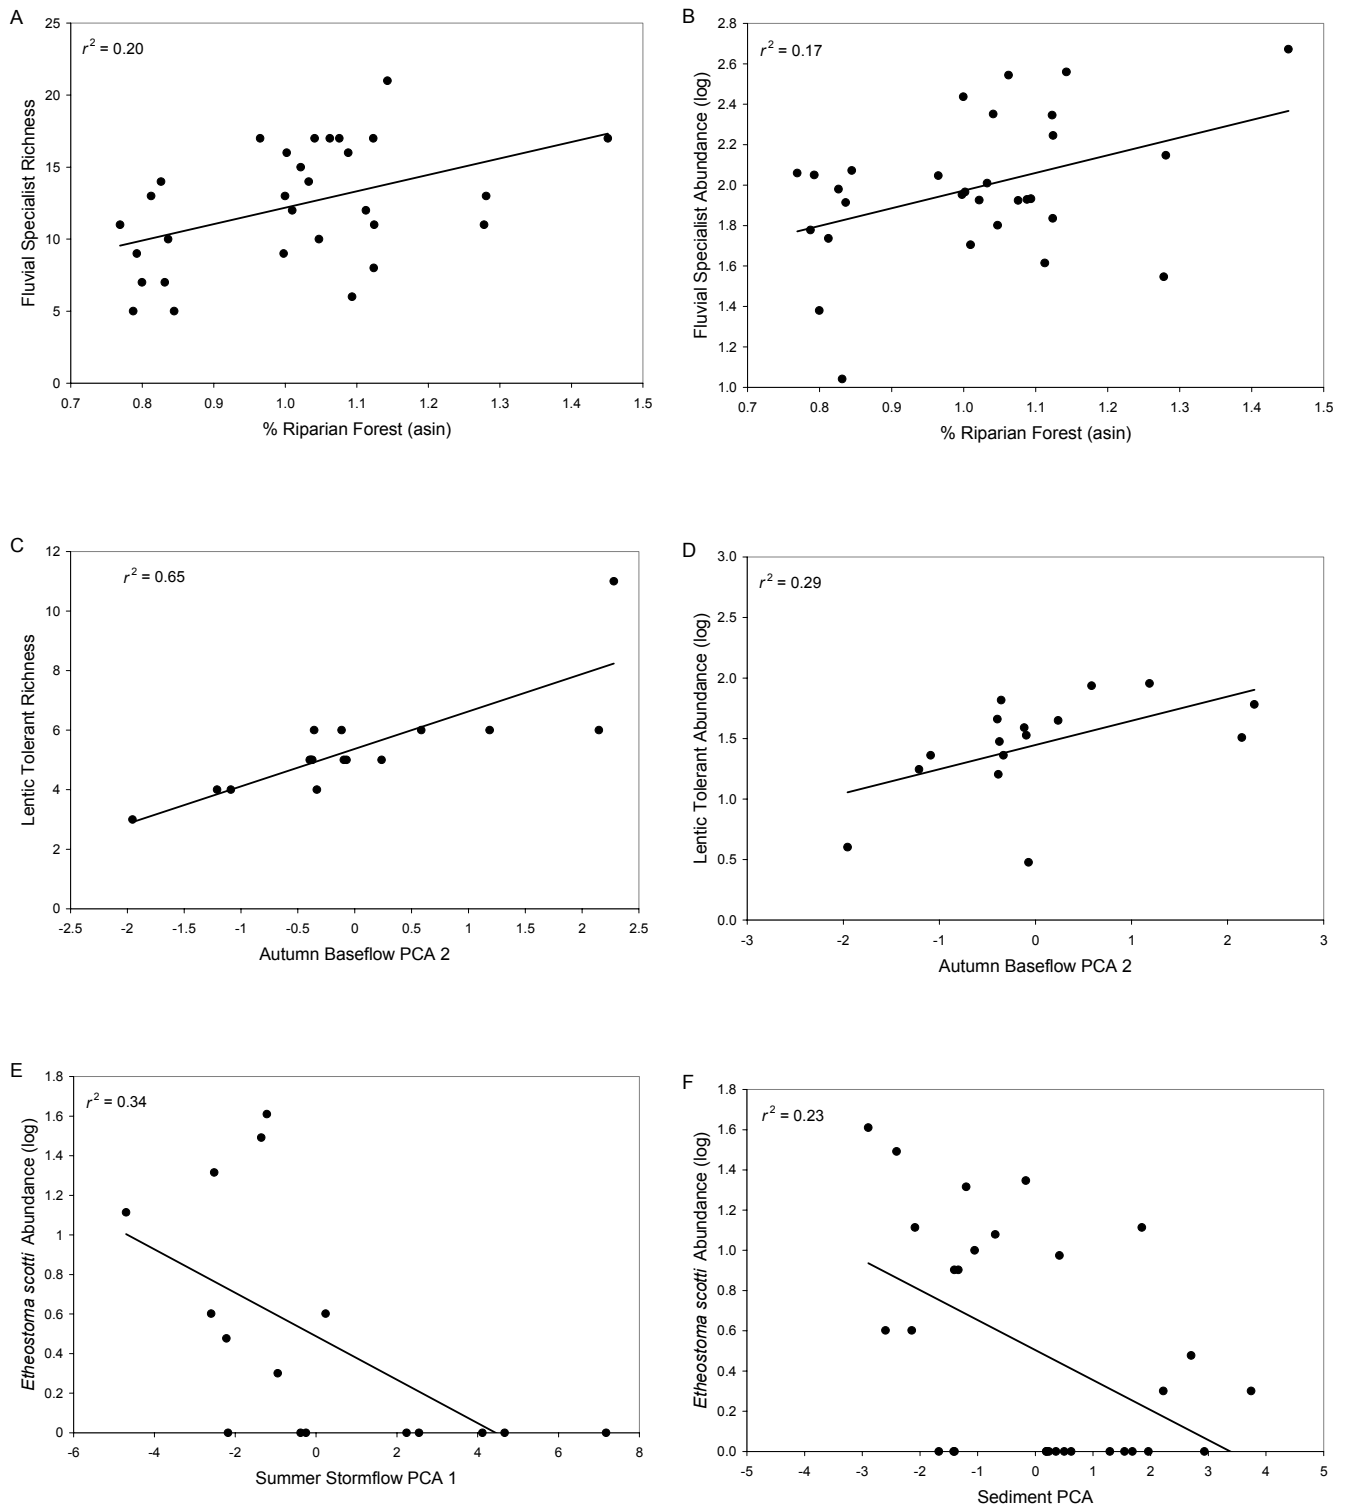 A
r² = 0.20
25
20
15
10
5
0
Fluvial Specialist Richness
0.7 0.8 0.9 1.0 1.1 1.2 1.3 1.4 1.5
% Riparian Forest (asin)
B
r² = 0.17
2.8
2.6
2.4
2.2
2.0
1.8
1.6
1.4
1.2
1.0
Fluvial Specialist Abundance (log)
0.7 0.8 1.0 1.1 1.2 1.3 1.4 1.5
% Riparian Forest (asin)
C
r² = 0.65
12
10
8
6
4
2
0
Lentic Tolerant Richness
-2.5 -2 -1.5 -1 -0.5 0 0.5 1 1.5 2 2.5
Autumn Baseflow PCA 2
D
r² = 0.29
3.0
2.5
2.0
1.5
1.0
0.5
0.0
Lentic Tolerant Abundance (log)
-3 -2 -1 0 1 2 3
Autumn Baseflow PCA 2
E
r² = 0.34
1.8
1.6
1.4
1.2
1
0.8
0.6
0.4
0.2
0
Etheostoma scotti Abundance (log)
-6 -4 -2 0 2 4 6 8
Summer Stormflow PCA 1
F
r² = 0.23
1.8
1.6
1.4
1.2
1.0
0.8
0.6
0.4
0.2
0.0
Etheostoma scotti Abundance (log)
-5 -4 -3 -2 -1 0 1 2 3 4 5
Sediment PCA